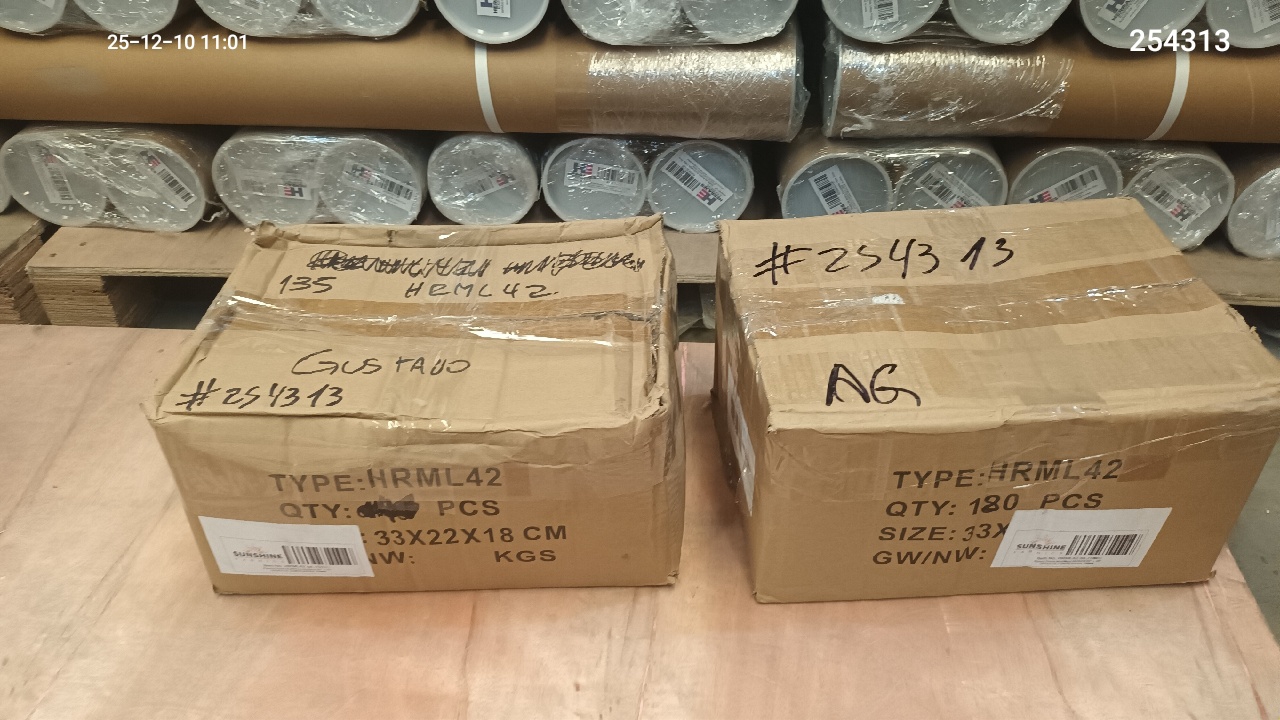 25-12-10 11:01
254313
135 HRML42.
GUSTAVO
#254313
TYPE:HRML42
QTY: PCS
: 33X22X18 CM
NW: KGS
SUNSHINE
#254313
AG
TYPE:HRML42
QTY: 180 PCS
SIZE: 33X
GW/NW:
SUNSHINE